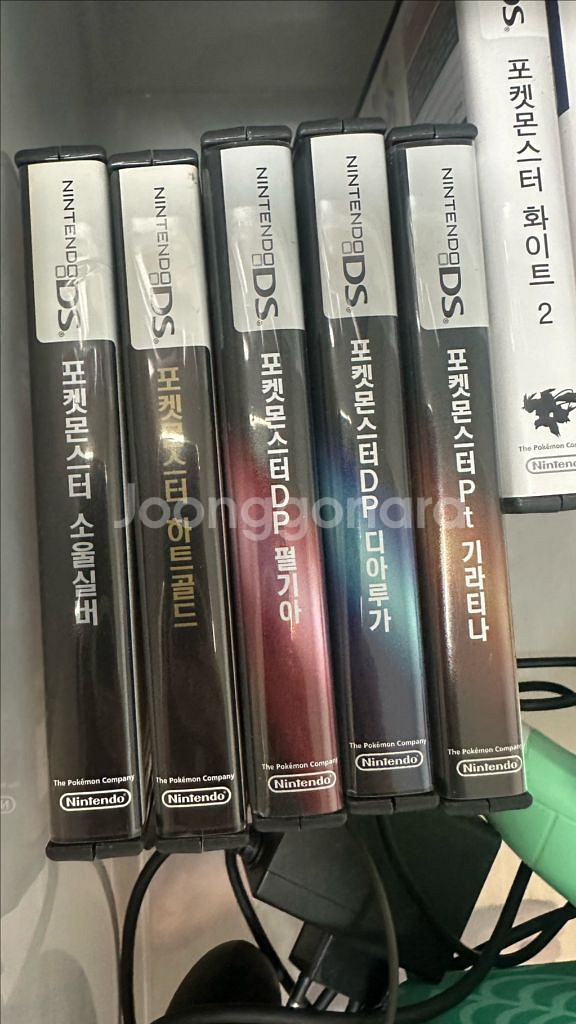 NINTENDO DS
포켓몬스터 소울실버
The Pokémon Company
Nintendo
NINTENDO DS
포켓몬스터 하트골드
The Pokémon Company
Nintendo
NINTENDO DS
포켓몬스터DP 펄기아
The Pokémon Company
Nintendo
NINTENDO DS
포켓몬스터DP 디아루가
The Pokémon Company
Nintendo
NINTENDO DS
포켓몬스터Pt 기라티나
The Pokémon Company
Nintendo
DS
포켓몬스터 화이트 2
The Pokémon
Nintendo
Joonggonara